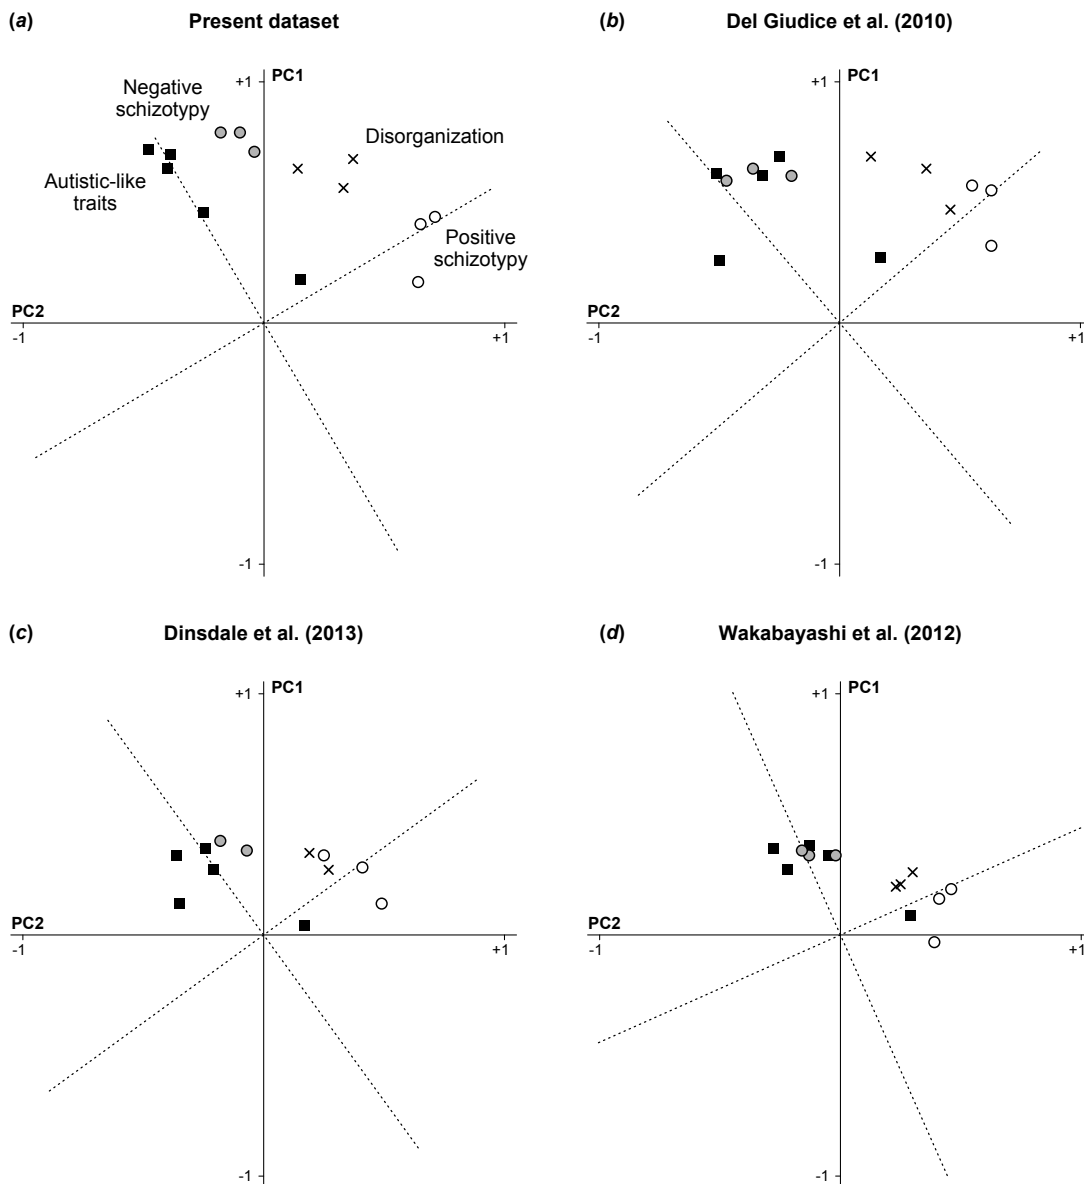 (a) Present dataset
+1 PC1
Negative
schizotypy
Disorganization
Autistic-like
traits
Positive
schizotypy
PC2
-1 +1
-1
(b) Del Giudice et al. (2010)
+1 PC1
PC2
-1 +1
-1
(c) Dinsdale et al. (2013)
+1 PC1
PC2
-1 +1
-1
(d) Wakabayashi et al. (2012)
+1 PC1
PC2
-1 +1
-1